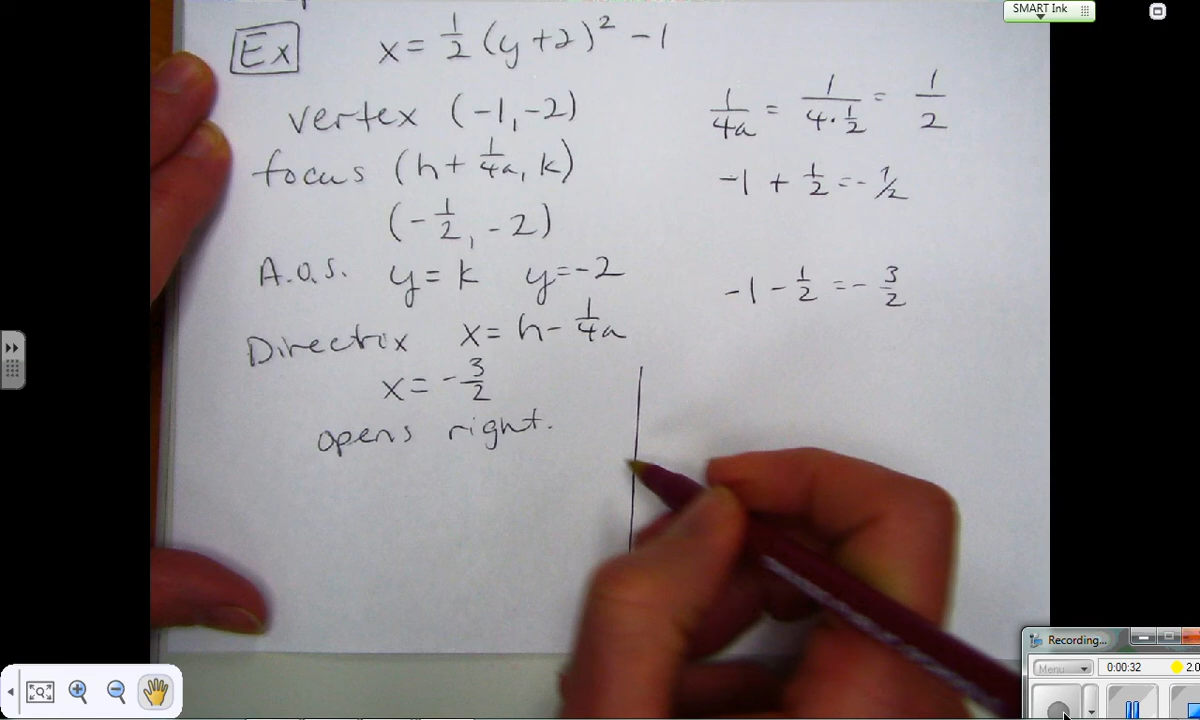 SMART Ink
Ex x = 1/2 (y + 2)² - 1
vertex (-1, -2)
focus (h + 1/4a, k)
(-1/2, -2)
A.o.s. y = k y = -2
Directrix x = h - 1/4a
x = -3/2
opens right.
1/4a = 1/(4·1/2) = 1/2
-1 + 1/2 = -1/2
-1 - 1/2 = -3/2
Recording...
Menu
0:00:32
2.0